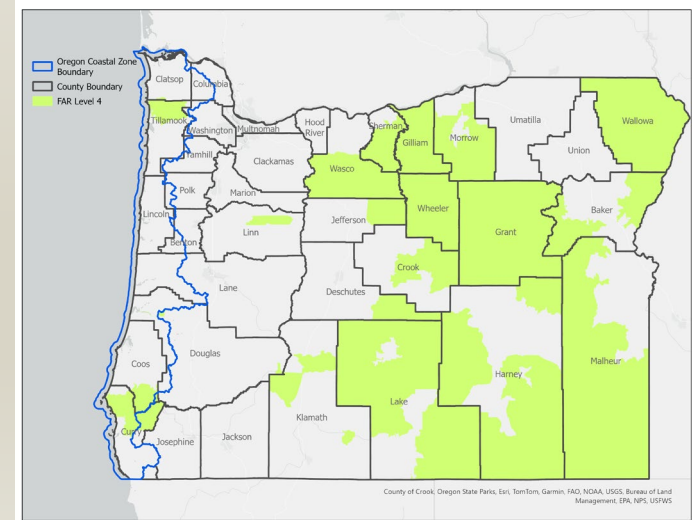 Oregon Coastal Zone
Boundary
County Boundary
FAR Level 4
Clatsop
Columbia
Tillamook
Washington
Multnomah
Hood
River
Sherman
Gilliam
Morrow
Umatilla
Wallowa
Union
Yamhill
Clackamas
Wasco
Polk
Marion
Lincoln
Benton
Linn
Jefferson
Wheeler
Grant
Baker
Crook
Lane
Deschutes
Coos
Douglas
Malheur
Harney
Lake
Klamath
Curry
Josephine
Jackson
County of Crook, Oregon State Parks, Esri, TomTom, Garmin, FAO, NOAA, USGS, Bureau of Land
Management, EPA, NPS, USFWS